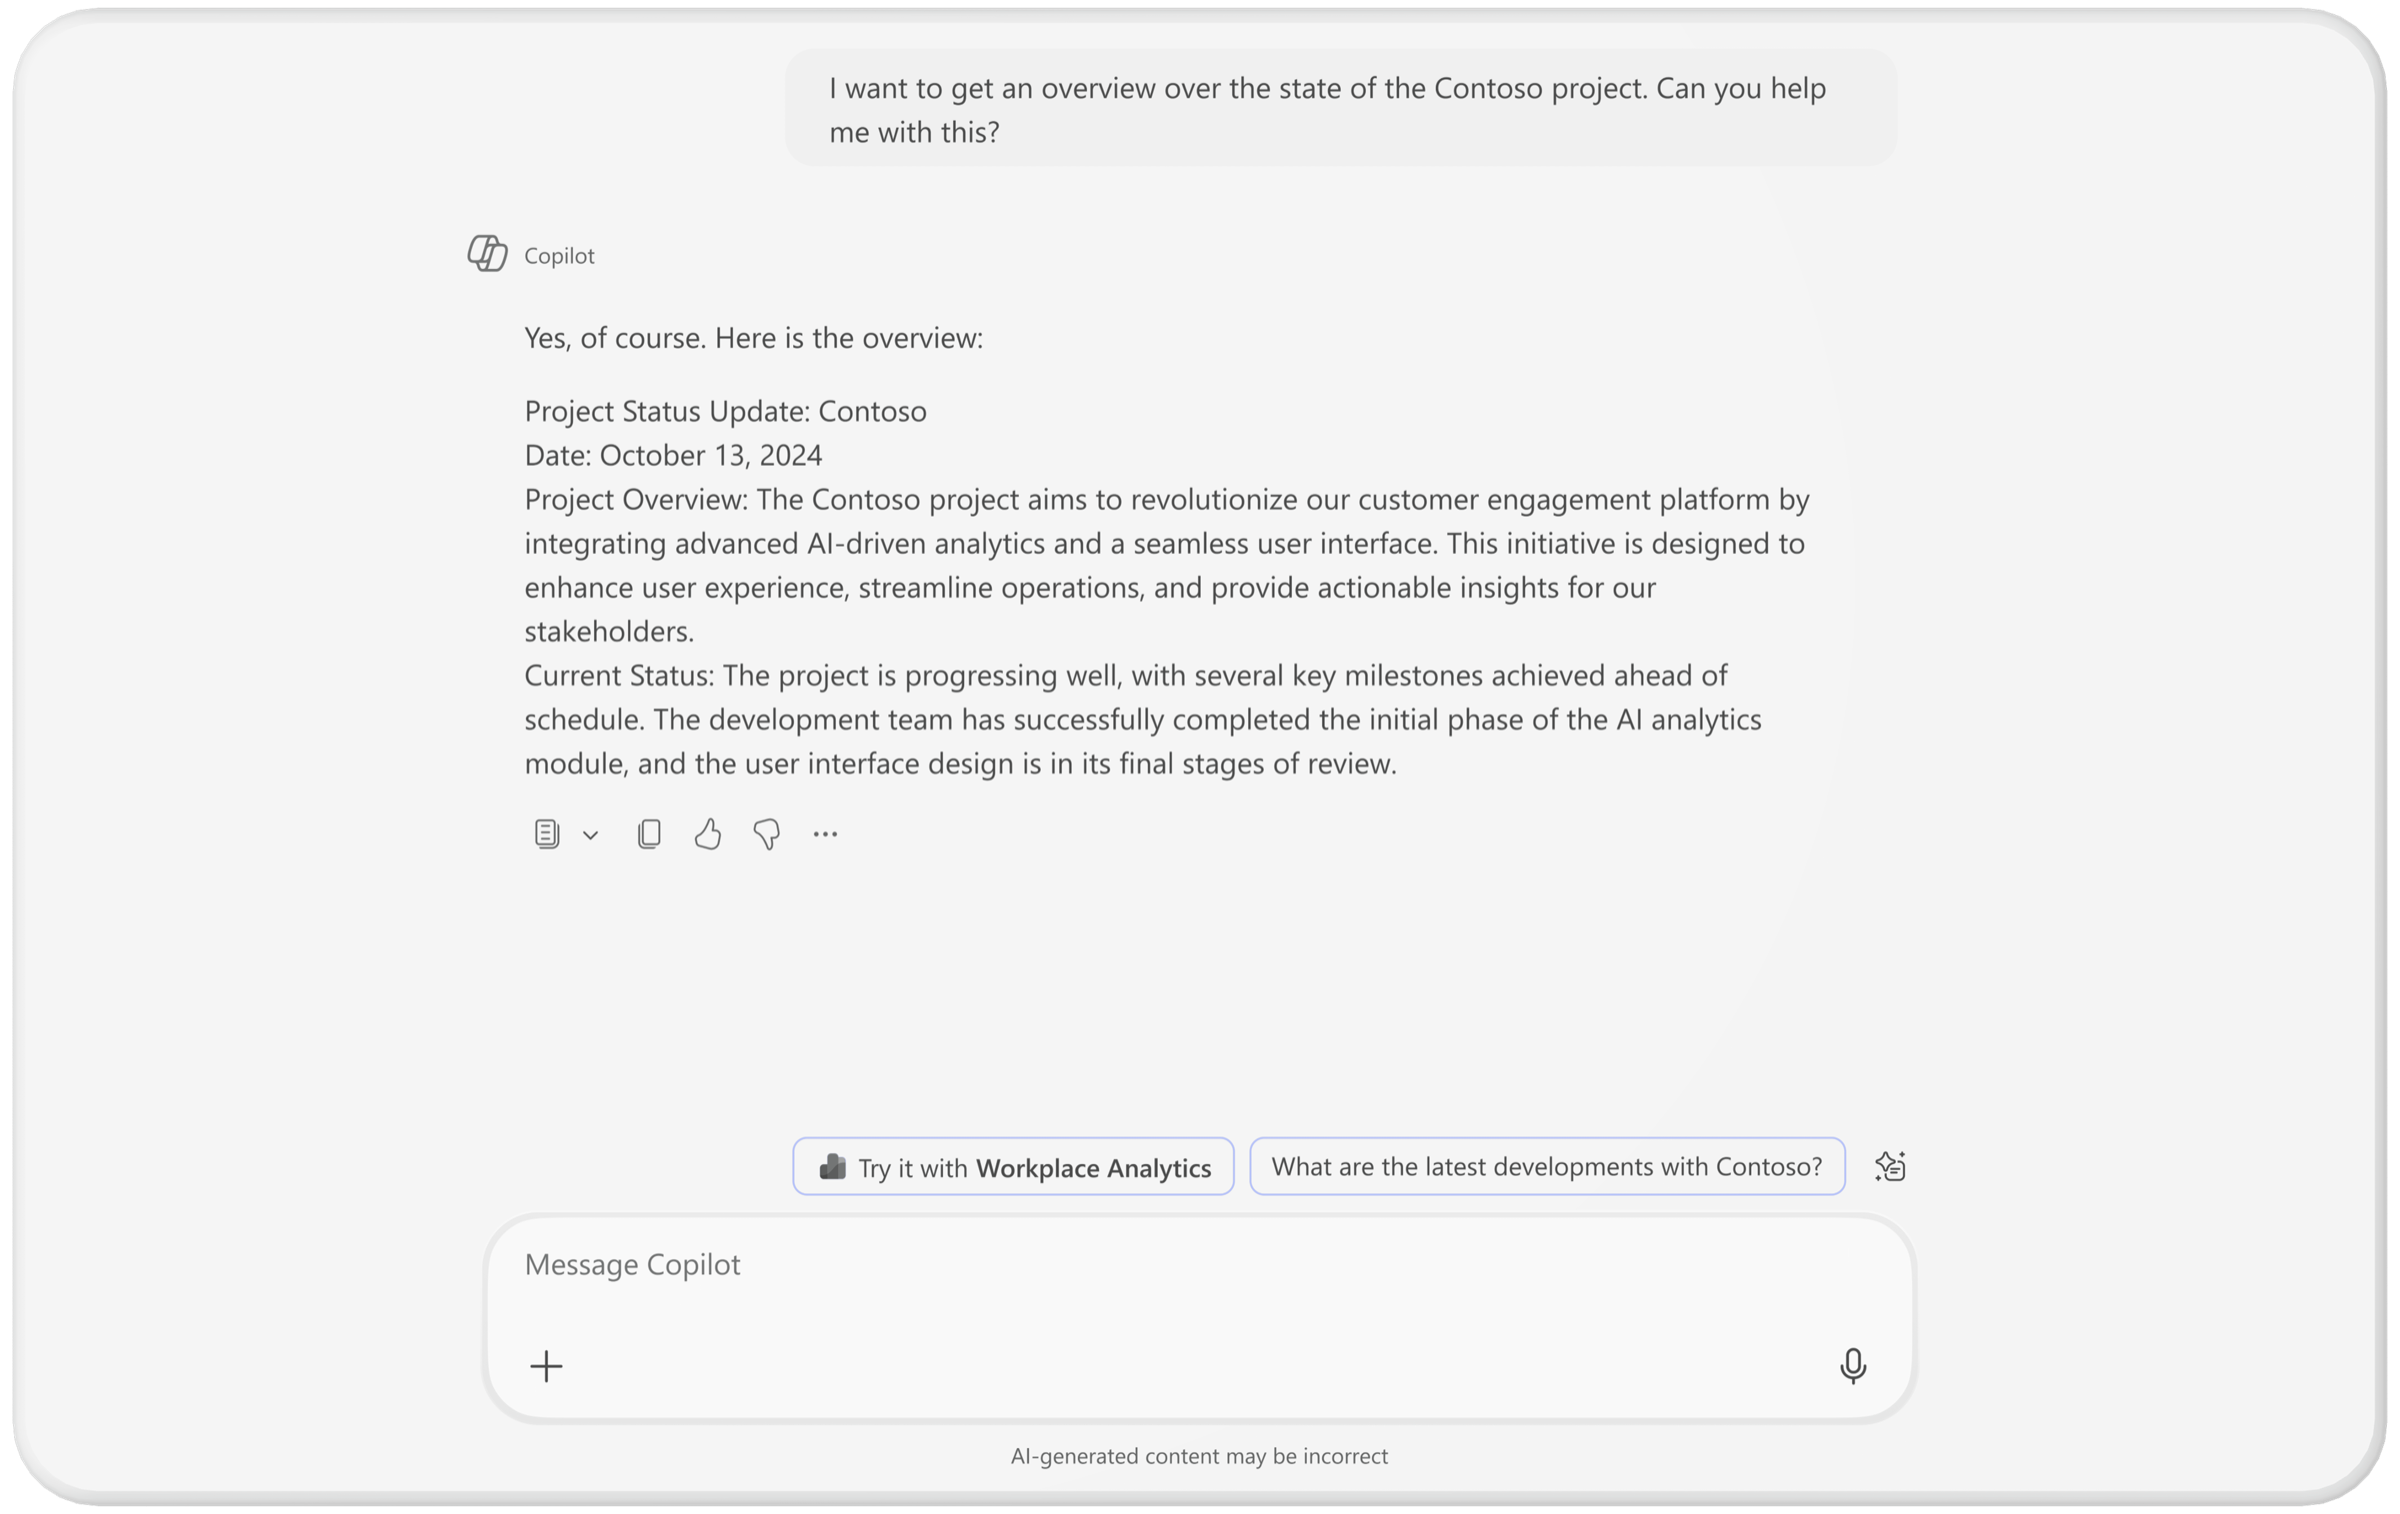 I want to get an overview over the state of the Contoso project. Can you help
me with this?
Copilot
Yes, of course. Here is the overview:
Project Status Update: Contoso
Date: October 13, 2024
Project Overview: The Contoso project aims to revolutionize our customer engagement platform by
integrating advanced AI-driven analytics and a seamless user interface. This initiative is designed to
enhance user experience, streamline operations, and provide actionable insights for our
stakeholders.
Current Status: The project is progressing well, with several key milestones achieved ahead of
schedule. The development team has successfully completed the initial phase of the AI analytics
module, and the user interface design is in its final stages of review.
Try it with Workplace Analytics
What are the latest developments with Contoso?
Message Copilot
AI-generated content may be incorrect